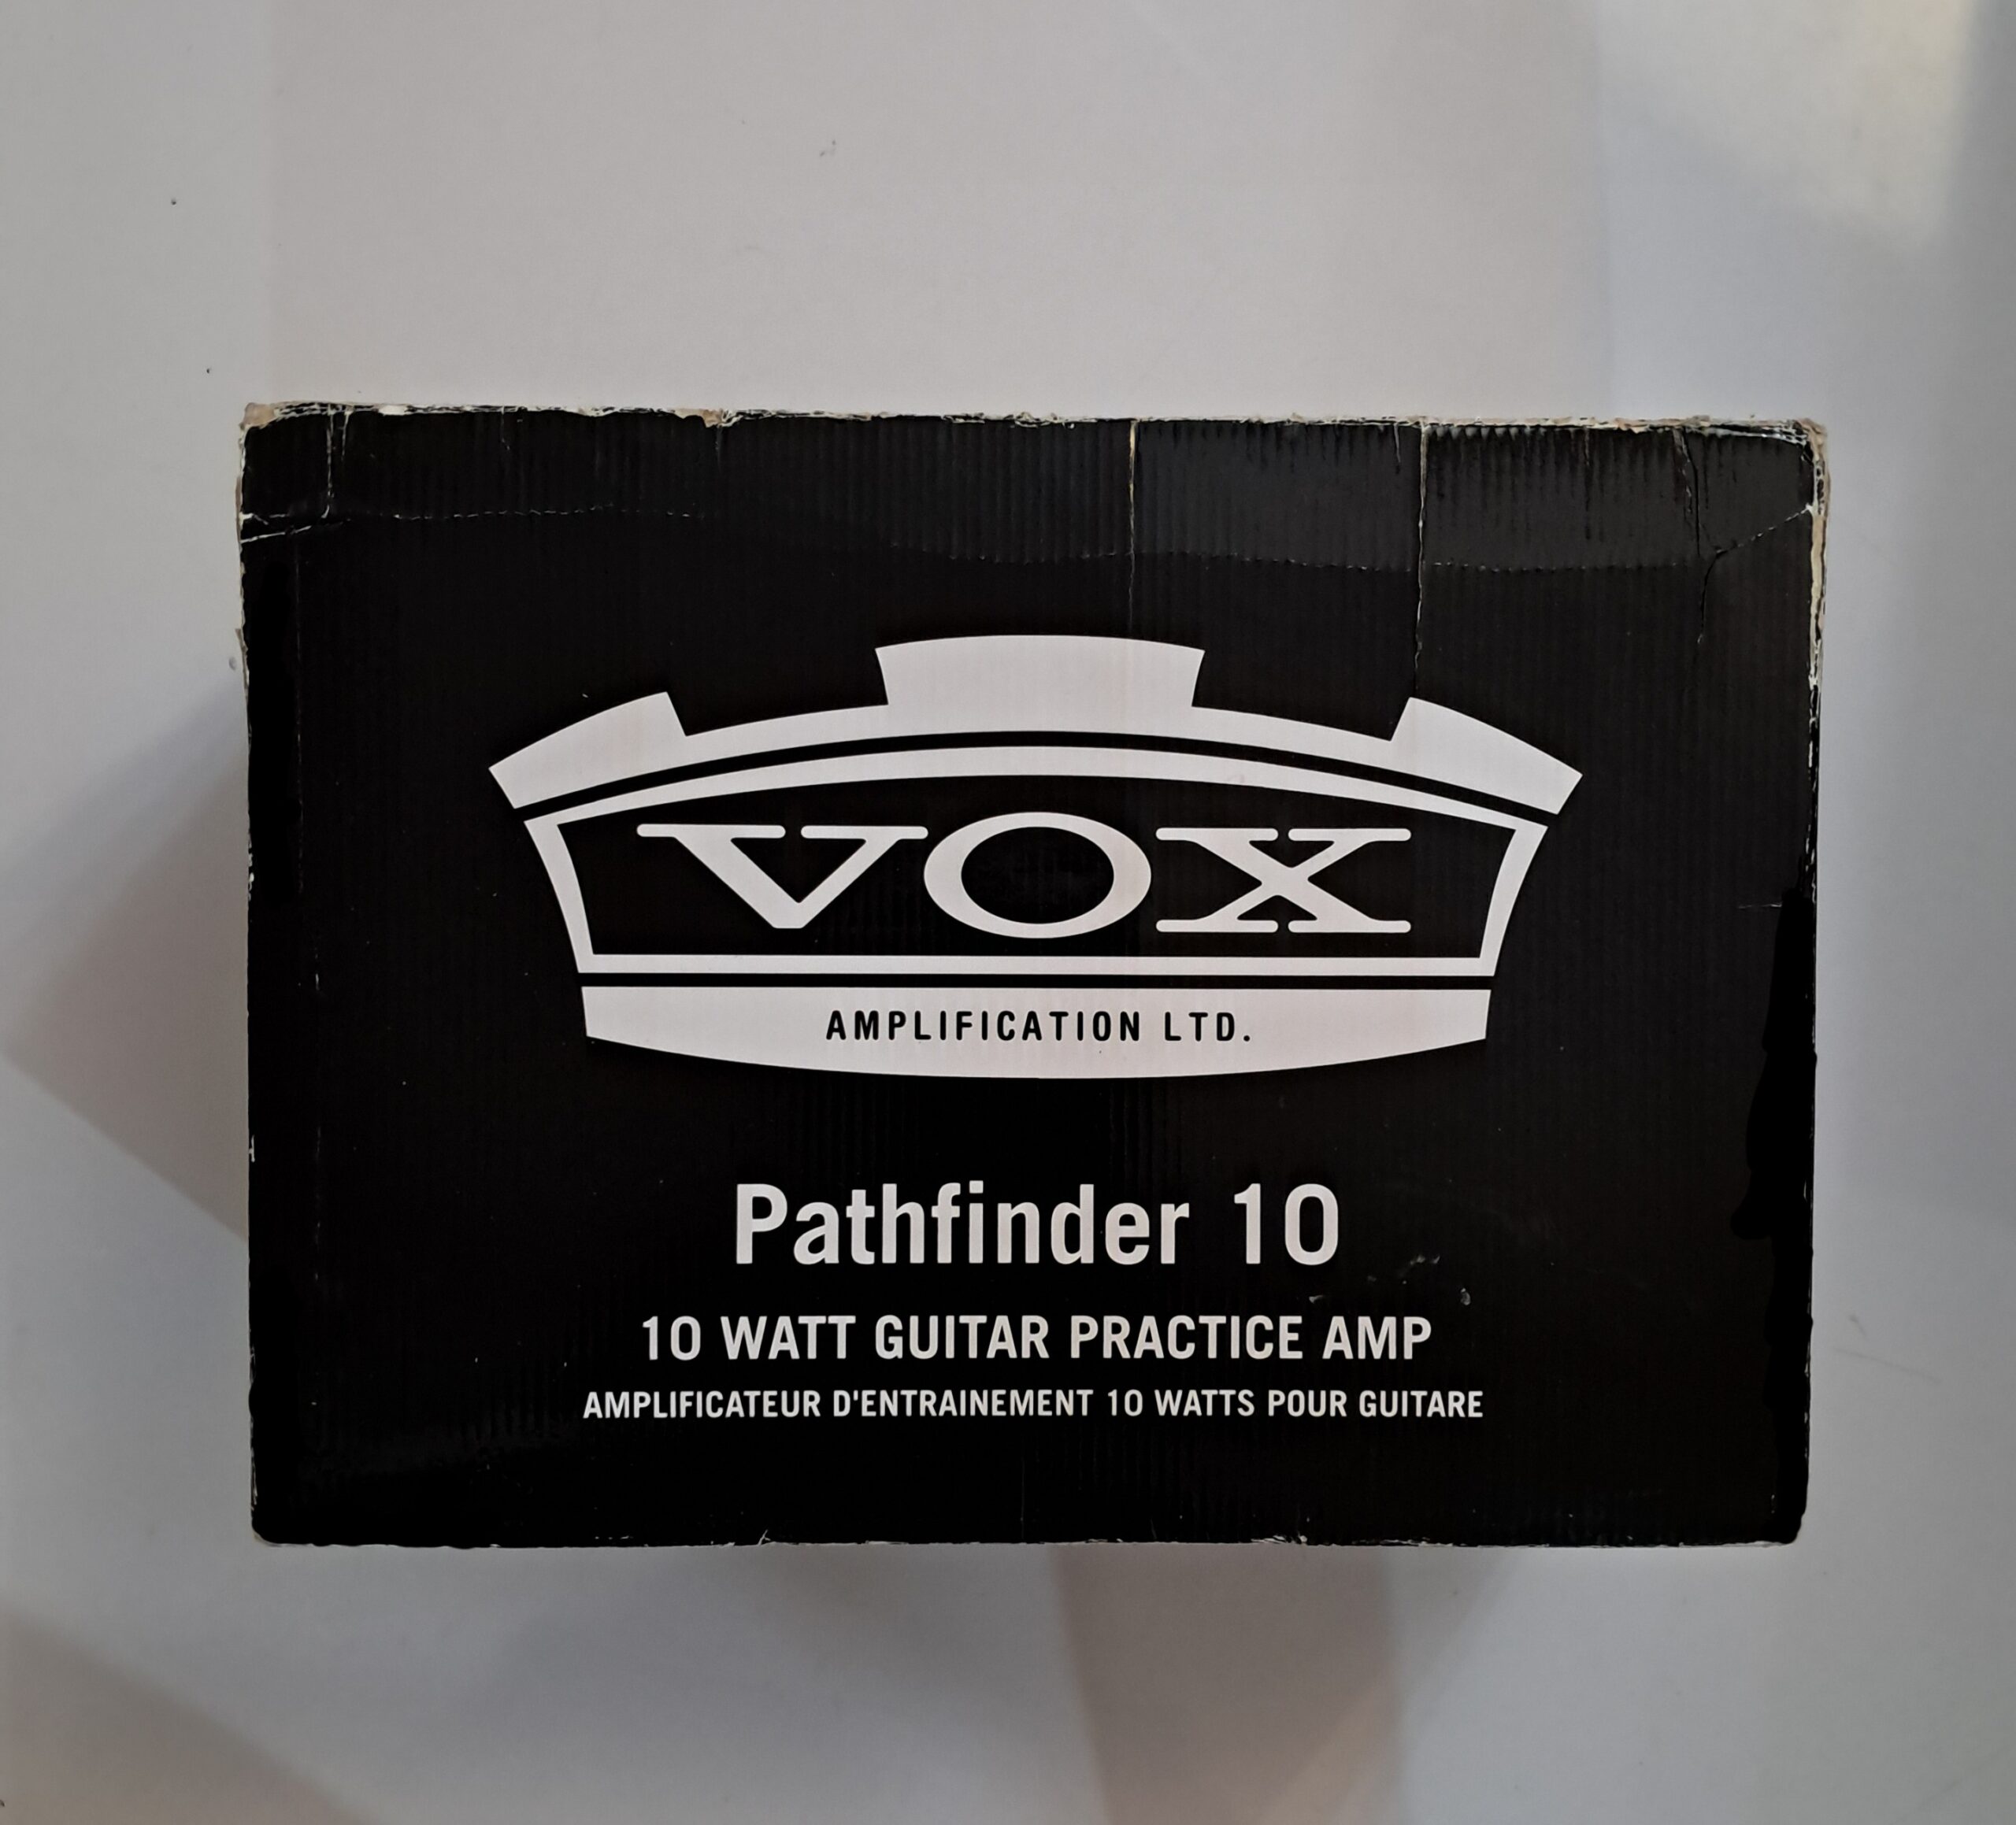 VOX
AMPLIFICATION LTD.
Pathfinder 10
10 WATT GUITAR PRACTICE AMP
AMPLIFICATEUR D'ENTRAINEMENT 10 WATTS POUR GUITARE